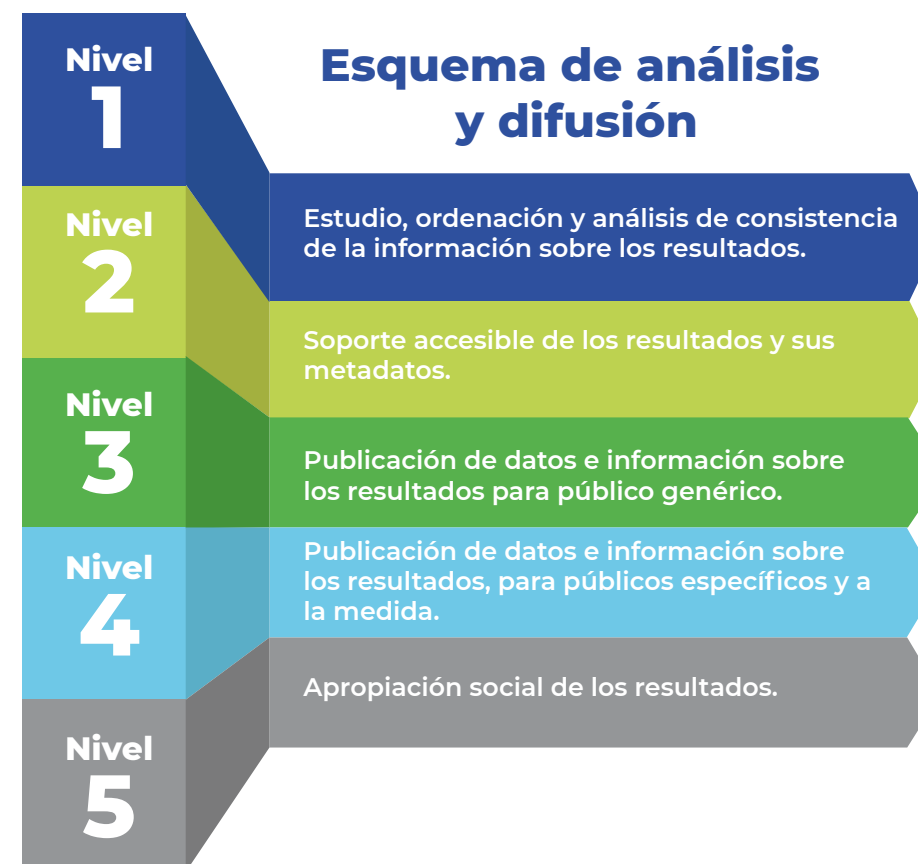 Esquema de análisis
y difusión
Nivel
1
Estudio, ordenación y análisis de consistencia
de la información sobre los resultados.
Nivel
2
Soporte accesible de los resultados y sus
metadatos.
Nivel
3
Publicación de datos e información sobre
los resultados para público genérico.
Nivel
4
Publicación de datos e información sobre
los resultados, para públicos específicos y a
la medida.
Nivel
5
Apropiación social de los resultados.